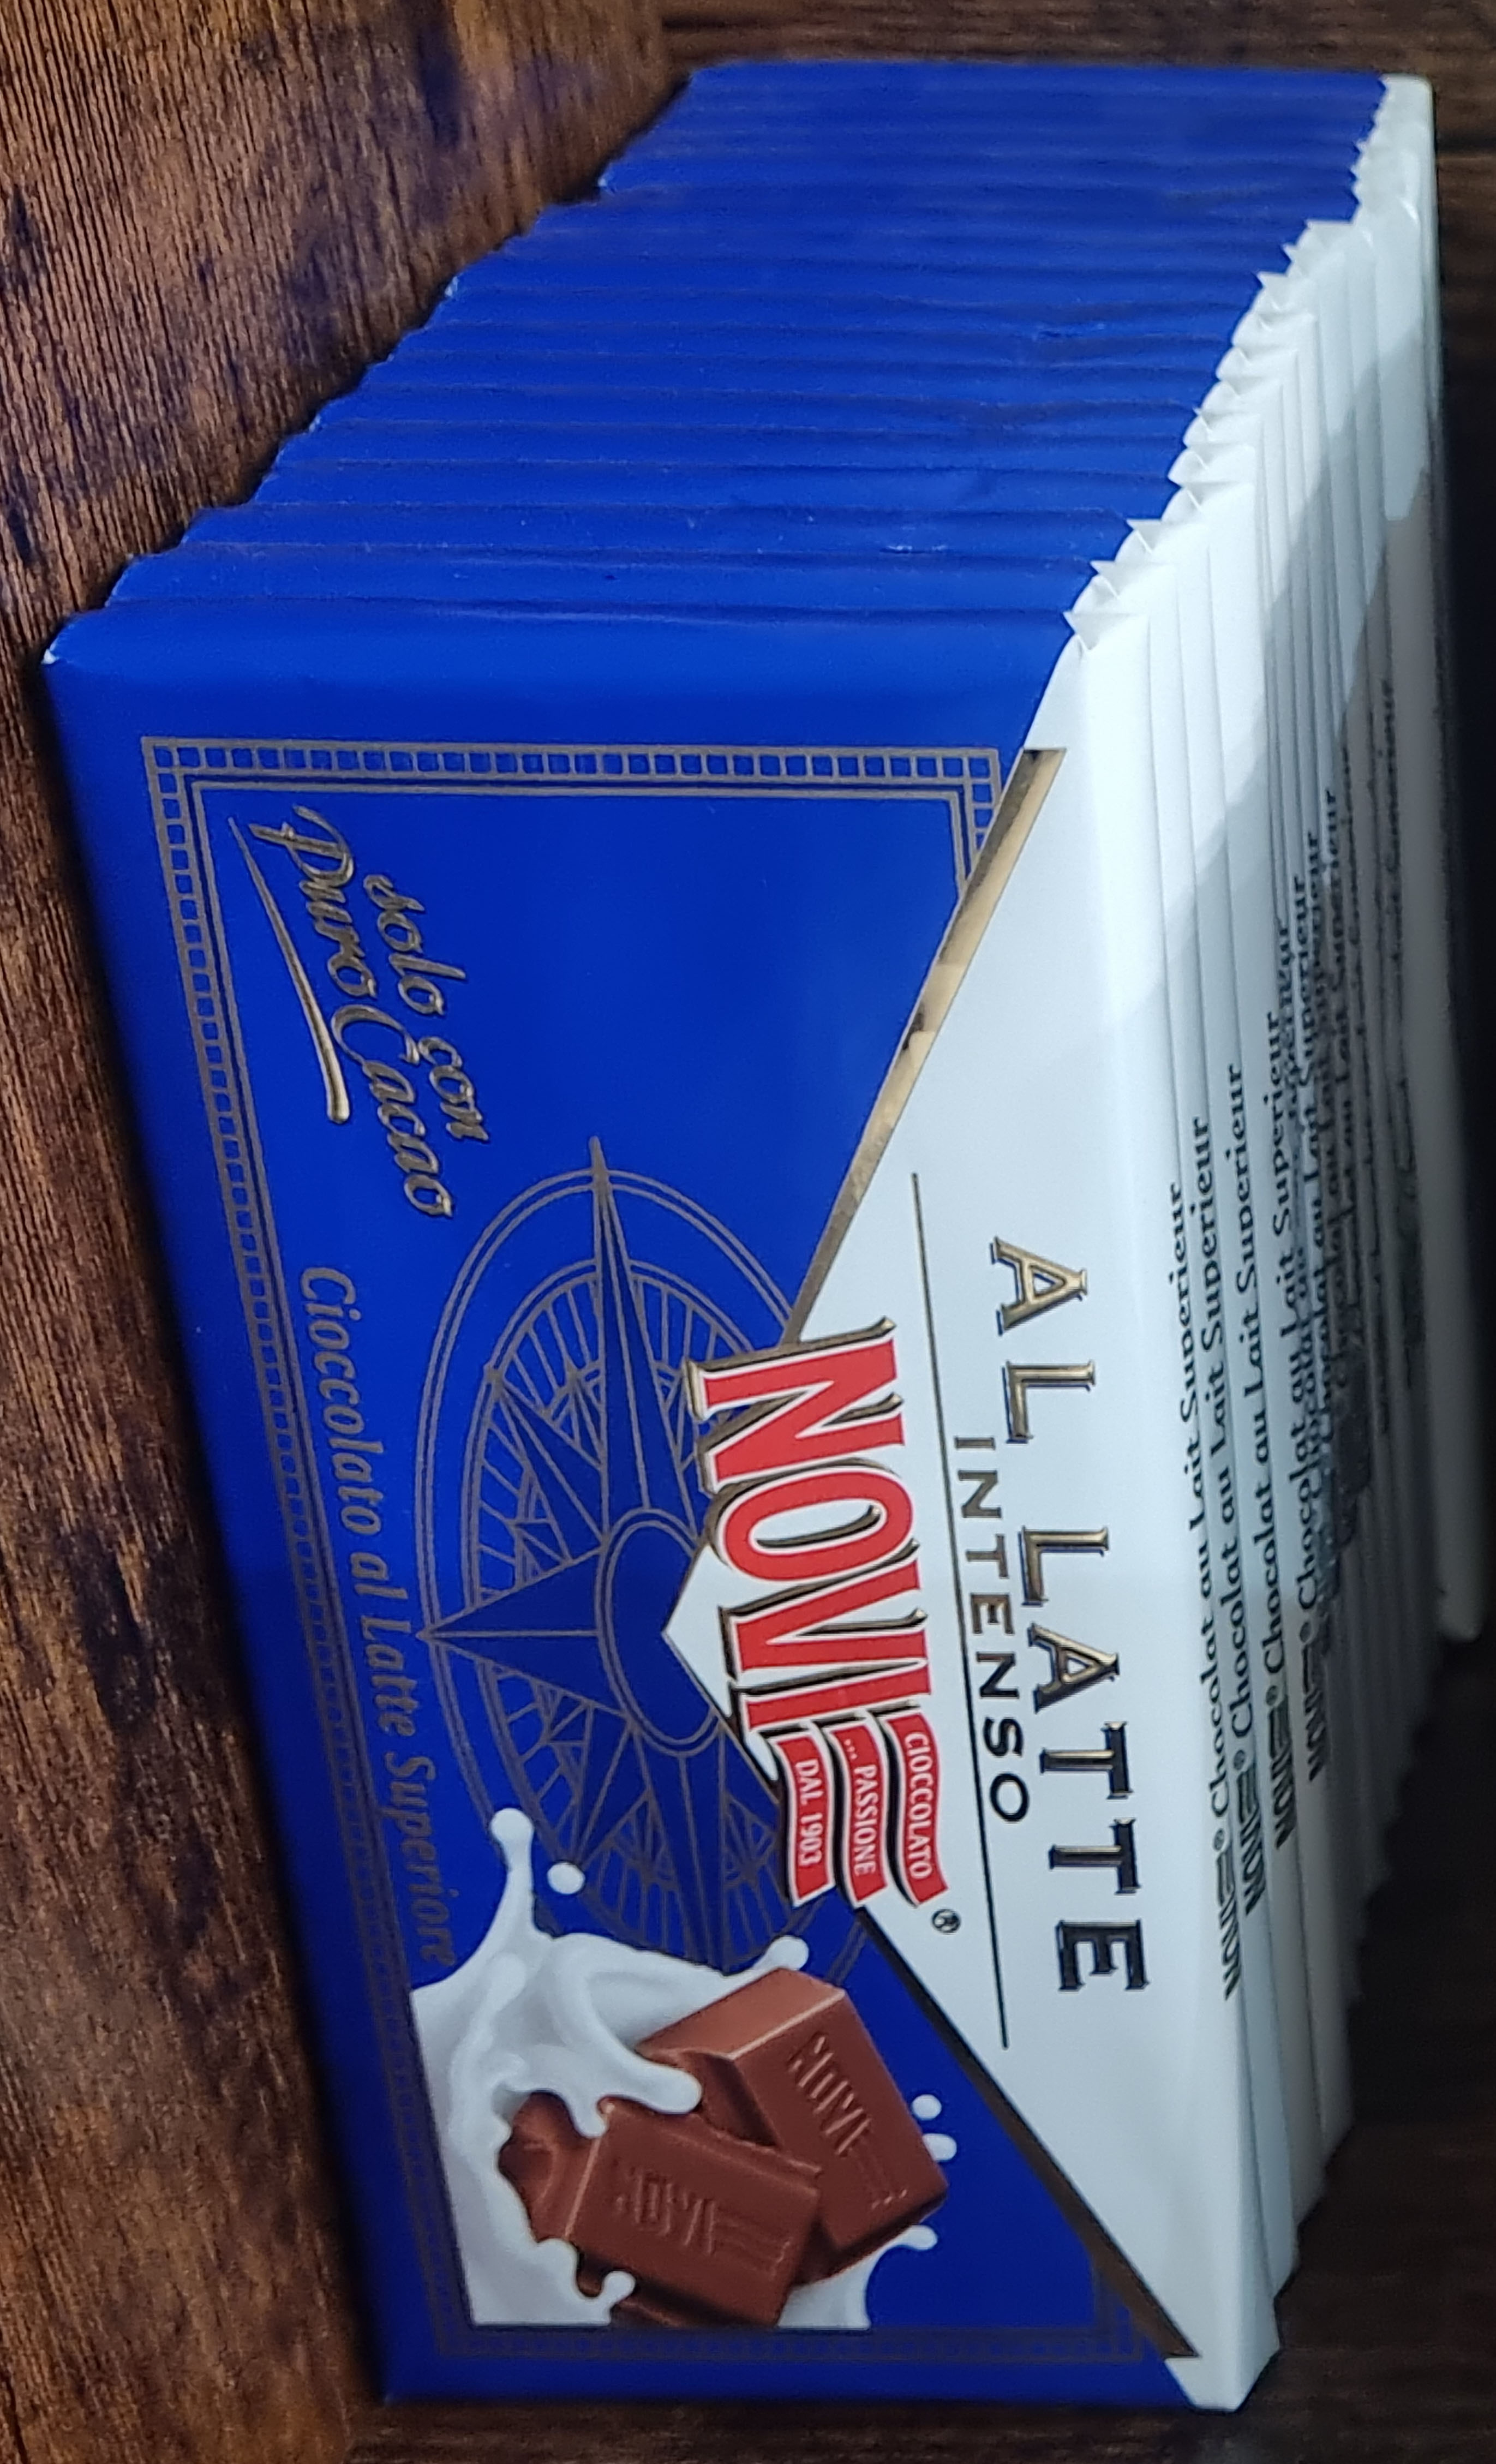 AL LATTE
INTENSO
NOVI
CIOCCOLATO
... PASSIONE
DAL 1903
®
solo con
puro Cacao
Cioccolato al Latte Superiore
NOVI
NOVI
NOVI® Chocolat au Lait Superieur
NOVI® Chocolat au Lait Superieur
NOVI® Chocolat au Lait Superieur
NOVI® Chocolat au Lait Superieur